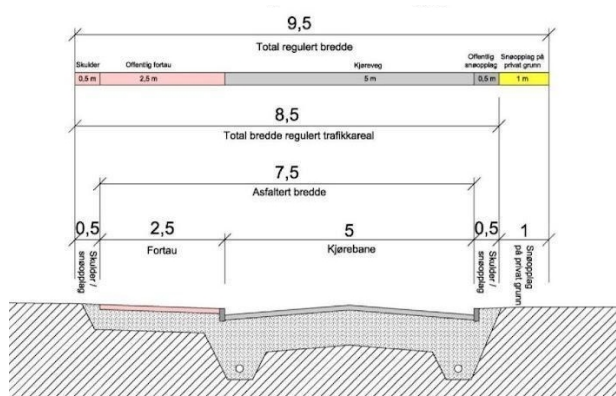 9,5
Total regulert bredde
Skulder
Offentlig fortau
Kjøreveg
Offentlig
snøopplag
Snøopplag på
privat grunn
0,5 m
2,5 m
5 m
0,5 m
1 m
8,5
Total bredde regulert trafikkareal
7,5
Asfaltert bredde
0,5
2,5
5
0,5
1
Skulder /
snøopplag
Fortau
Kjørebane
Skulder /
snøopplag
Snøopplag
på privat grunn